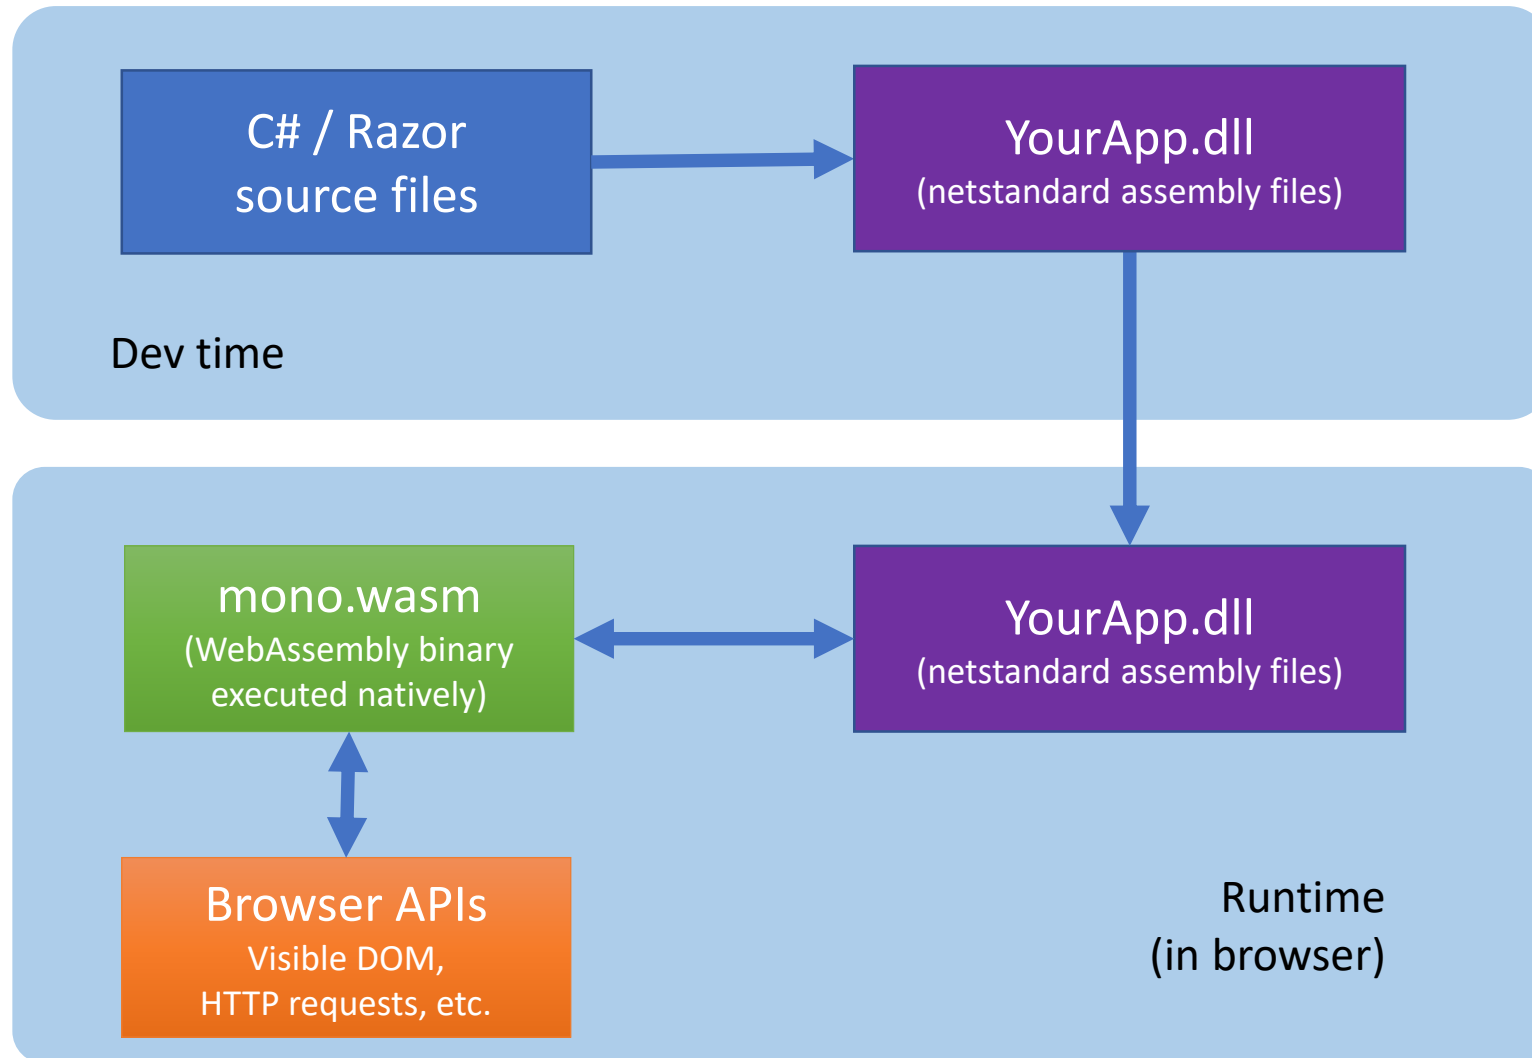 C# / Razor
source files
YourApp.dll
(netstandard assembly files)
Dev time
mono.wasm
(WebAssembly binary
executed natively)
YourApp.dll
(netstandard assembly files)
Browser APIs
Visible DOM,
HTTP requests, etc.
Runtime
(in browser)